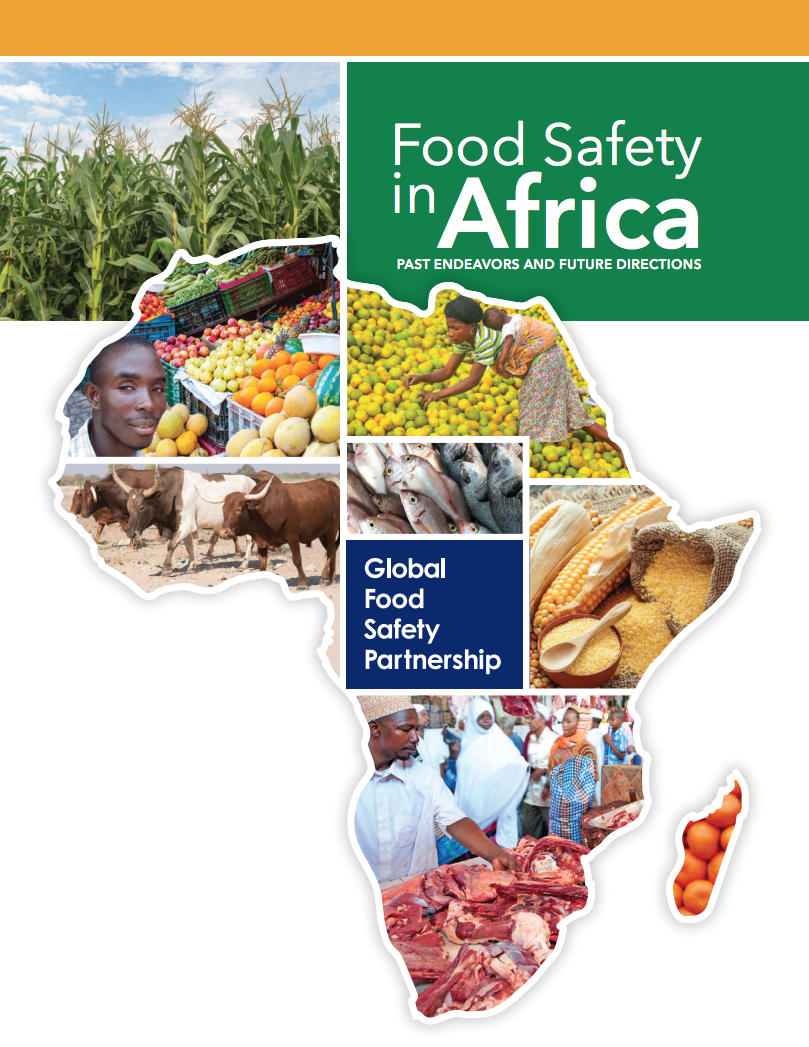 Food Safety
in Africa
PAST ENDEAVORS AND FUTURE DIRECTIONS
Global
Food
Safety
Partnership